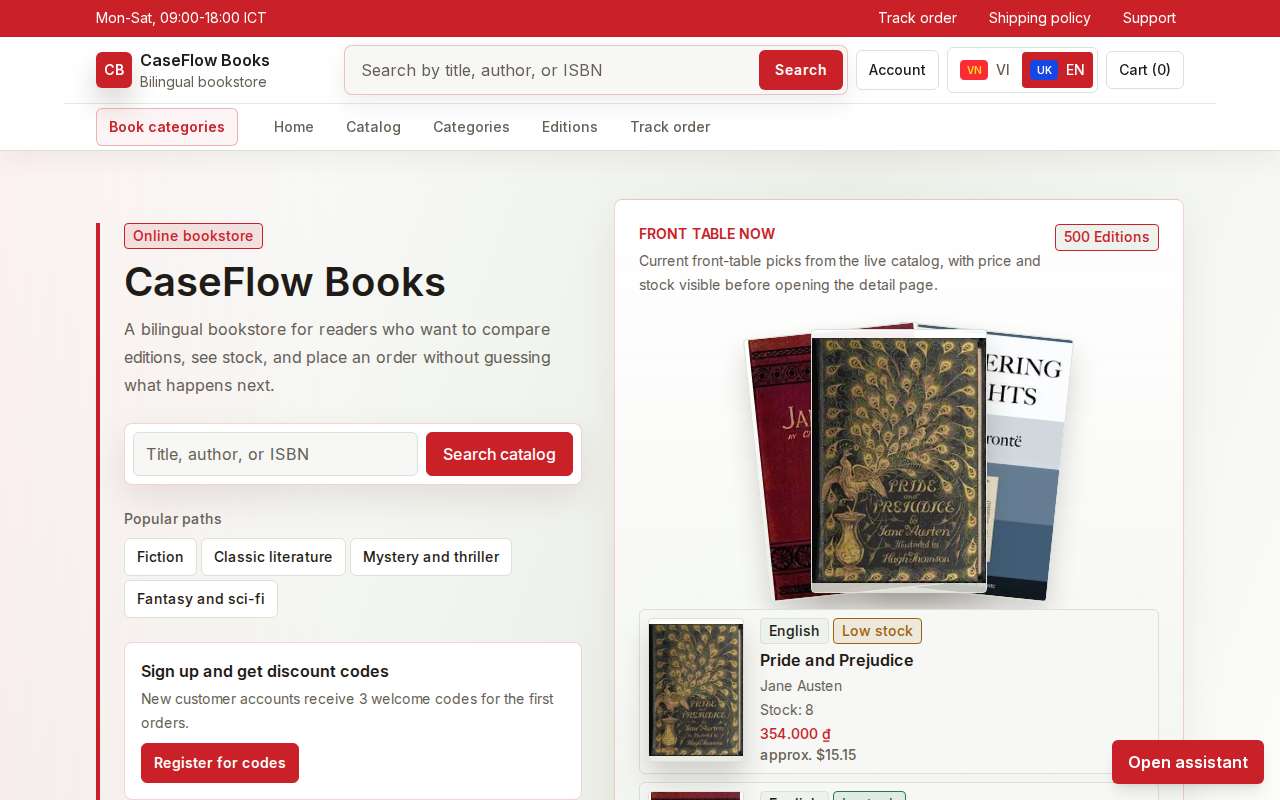 Mon-Sat, 09:00-18:00 ICT
Track order
Shipping policy
Support
CB
CaseFlow Books
Bilingual bookstore
Search by title, author, or ISBN
Search
Account
VN VI
UK EN
Cart (0)
Book categories
Home
Catalog
Categories
Editions
Track order
Online bookstore
CaseFlow Books
A bilingual bookstore for readers who want to compare
editions, see stock, and place an order without guessing
what happens next.
Title, author, or ISBN
Search catalog
Popular paths
Fiction
Classic literature
Mystery and thriller
Fantasy and sci-fi
Sign up and get discount codes
New customer accounts receive 3 welcome codes for the first
orders.
Register for codes
FRONT TABLE NOW
500 Editions
Current front-table picks from the live catalog, with price and
stock visible before opening the detail page.
PRIDE
and
PREJUDICE
by
Jane Austen
Illustrated by
Hugh Thomson
English
Low stock
Pride and Prejudice
Jane Austen
Stock: 8
354.000 ₫
approx. $15.15
English
Open assistant